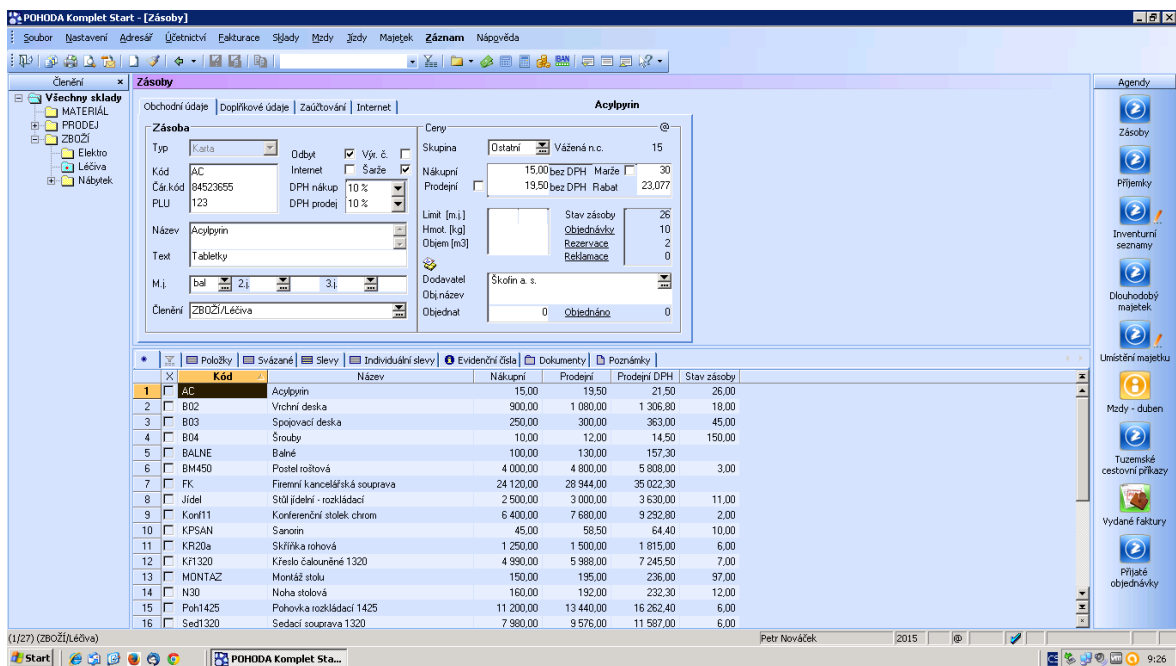 POHODA Komplet Start - [Zásoby]
Soubor Nastavení Adresář Účetnictví Fakturace Sklady Mzdy Jízdy Majetek Záznam Nápověda
Členění x
Všechny sklady
MATERIÁL
PRODEJ
ZBOŽÍ
Elektro
Léčiva
Nábytek
Zásoby
Obchodní údaje Doplňkové údaje Zaúčtování Internet Acylpyrin
Zásoba
Typ Karta
Odbyt Výr. č.
Internet Šarže
Kód AC
Čár.kód 84523655 DPH nákup 10 %
PLU 123 DPH prodej 10 %
Název Acylpyrin
Text Tabletky
M.j. bal 2.j. 3.j.
Členění ZBOŽÍ/Léčiva
Ceny @
Skupina Ostatní Vážená n.c. 15
Nákupní 15,00 bez DPH Marže 30
Prodejní 19,50 bez DPH Rabat 23,077
Limit [m.j.] Stav zásoby 26
Hmot. [kg] Objednávky 10
Objem [m3] Rezervace 2
Reklamace 0
Dodavatel Škofin a. s.
Obj.název
Objednat 0 Objednáno 0
Položky Svázané Slevy Individuální slevy Evidenční čísla Dokumenty Poznámky
X Kód Název Nákupní Prodejní Prodejní DPH Stav zásoby
1 AC Acylpyrin 15,00 19,50 21,50 26,00
2 B02 Vrchní deska 900,00 1 080,00 1 306,80 18,00
3 B03 Spojovací deska 250,00 300,00 363,00 45,00
4 B04 Šrouby 10,00 12,00 14,50 150,00
5 BALNE Balné 100,00 130,00 157,30
6 BM450 Postel roštová 4 000,00 4 800,00 5 808,00 3,00
7 FK Firemní kancelářská souprava 24 120,00 28 944,00 35 022,30
8 Jídel Stůl jídelní - rozkládací 2 500,00 3 000,00 3 630,00 11,00
9 Konf11 Konferenční stolek chrom 6 400,00 7 680,00 9 292,80 2,00
10 KPSAN Sanorin 45,00 58,50 64,40 10,00
11 KR20a Skříňka rohová 1 250,00 1 500,00 1 815,00 6,00
12 Kř1320 Křeslo čalouněné 1320 4 990,00 5 988,00 7 245,50 7,00
13 MONTAZ Montáž stolu 150,00 195,00 236,00 97,00
14 N30 Noha stolová 160,00 192,00 232,30 12,00
15 Poh1425 Pohovka rozkládací 1425 11 200,00 13 440,00 16 262,40 6,00
16 Sed1320 Sedací souprava 1320 7 980,00 9 576,00 11 587,00 6,00
Agendy
Zásoby
Příjemky
Inventurní
seznamy
Dlouhodobý
majetek
Umístění majetku
Mzdy - duben
Tuzemské
cestovní příkazy
Vydané faktury
Přijaté
objednávky
(1/27) (ZBOŽÍ/Léčiva) Petr Nováček 2015 @
Start POHODA Komplet Sta... CS 9:26